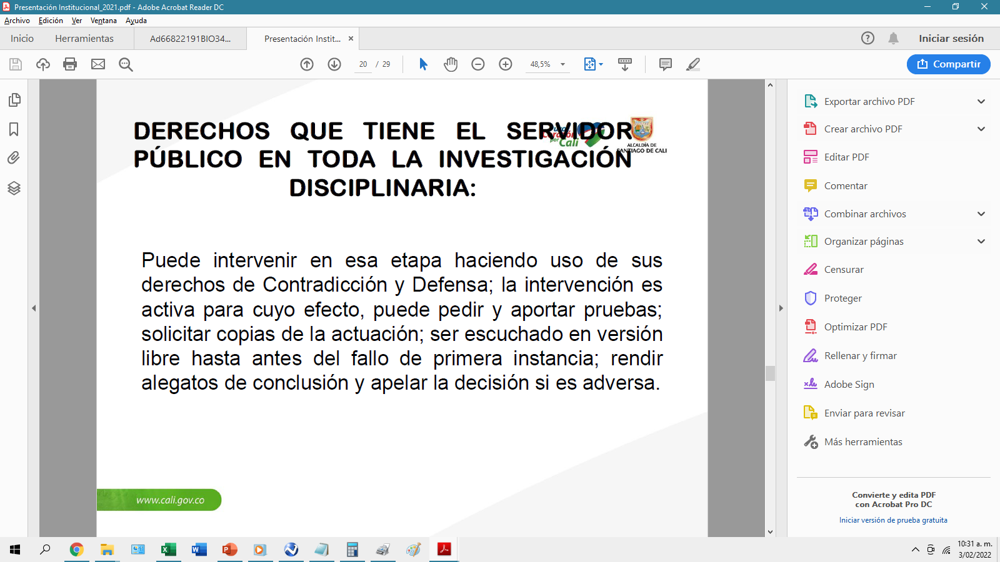 Presentación Institucional_2021.pdf - Adobe Acrobat Reader DC
Archivo Edición Ver Ventana Ayuda
Inicio Herramientas Ad66822191BIO34... Presentación Instit... × Iniciar sesión
20 / 29 48,5% Compartir
DERECHOS QUE TIENE EL SERVIDOR
PÚBLICO EN TODA LA INVESTIGACIÓN
DISCIPLINARIA:
Corazón
por Cali
ALCALDÍA DE
SANTIAGO DE CALI
Puede intervenir en esa etapa haciendo uso de sus
derechos de Contradicción y Defensa; la intervención es
activa para cuyo efecto, puede pedir y aportar pruebas;
solicitar copias de la actuación; ser escuchado en versión
libre hasta antes del fallo de primera instancia; rendir
alegatos de conclusión y apelar la decisión si es adversa.
www.cali.gov.co
Exportar archivo PDF
Crear archivo PDF
Editar PDF
Comentar
Combinar archivos
Organizar páginas
Censurar
Proteger
Optimizar PDF
Rellenar y firmar
Adobe Sign
Enviar para revisar
Más herramientas
Convierte y edita PDF
con Acrobat Pro DC
Iniciar versión de prueba gratuita
10:31 a. m.
3/02/2022